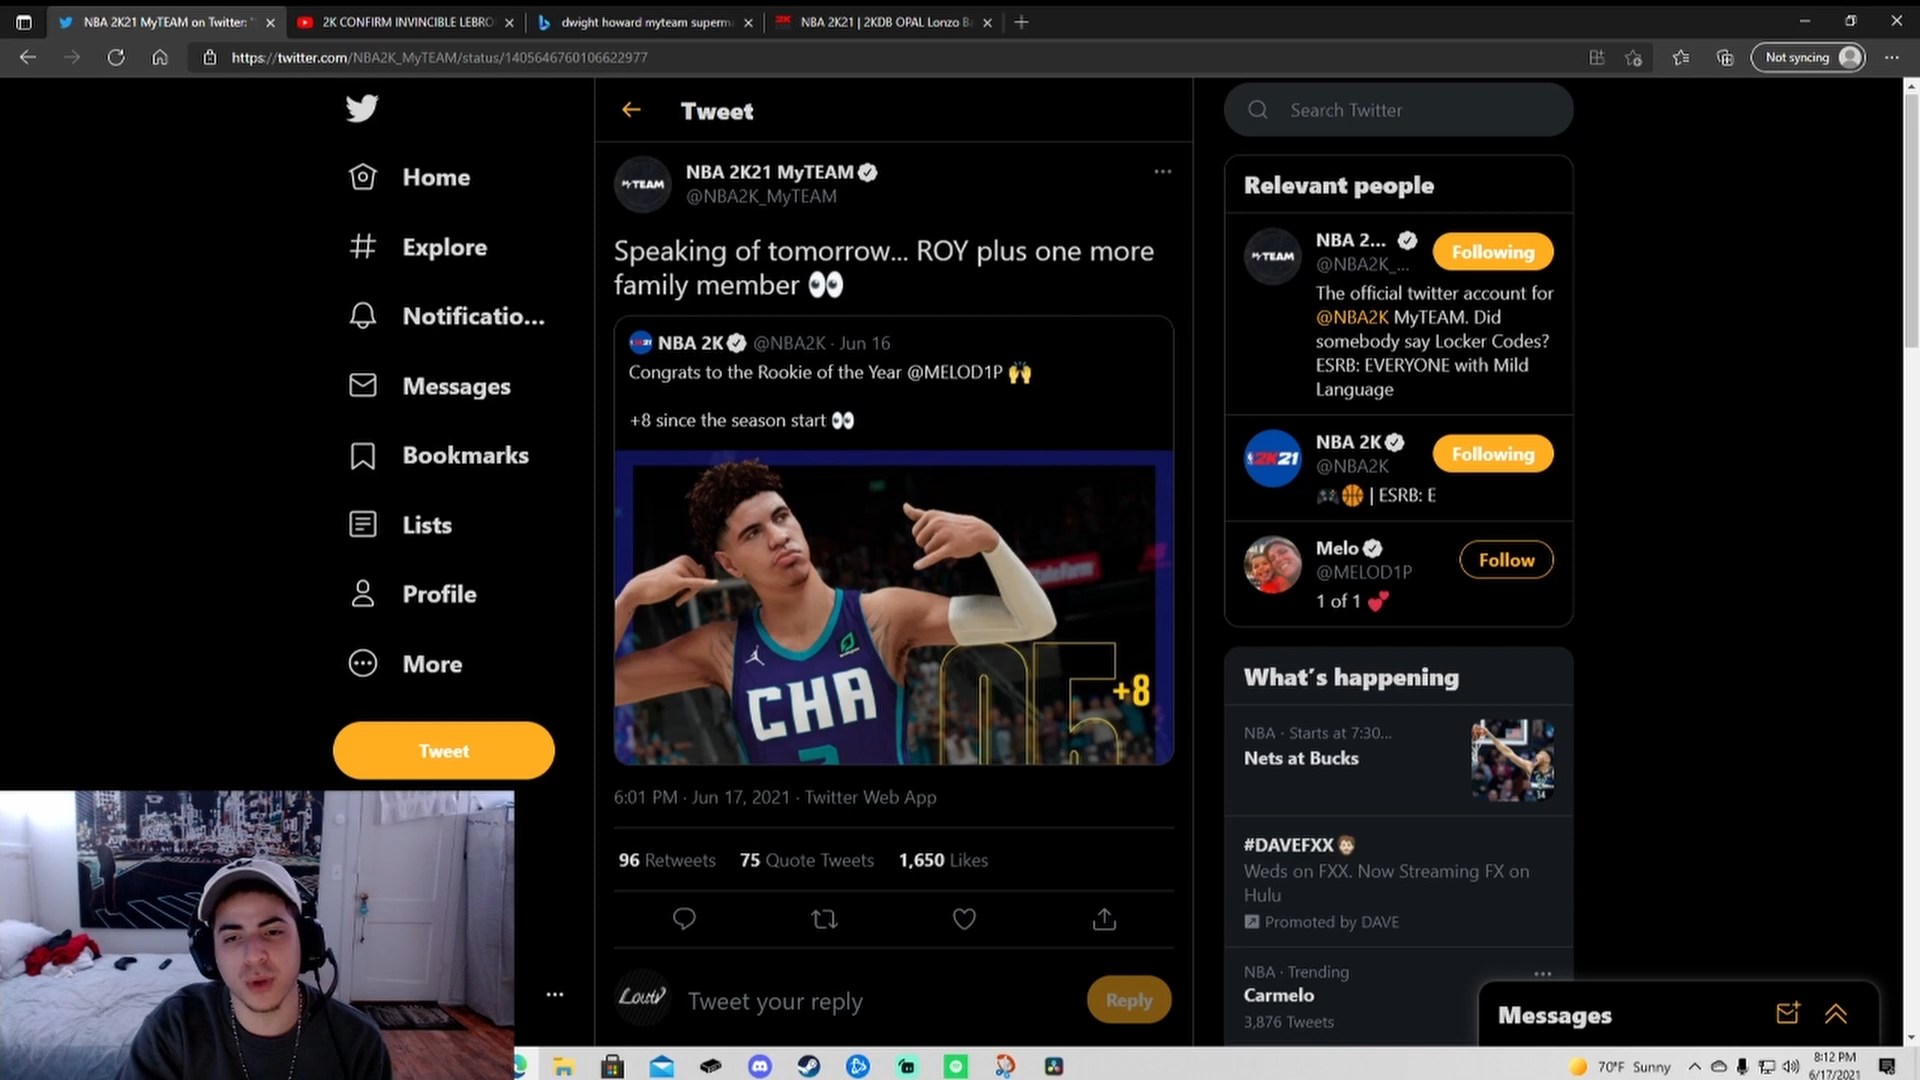 NBA 2K21 MyTEAM on Twitter: "
2K CONFIRM INVINCIBLE LEBRO
dwight howard myteam superm
NBA 2K21 | 2KDB OPAL Lonzo B
https://twitter.com/NBA2K_MyTEAM/status/1405646760106622977
Not syncing
Home
Explore
Notificatio...
Messages
Bookmarks
Lists
Profile
More
Tweet
Tweet
MyTEAM
NBA 2K21 MyTEAM
@NBA2K_MyTEAM
Speaking of tomorrow... ROY plus one more
family member 👀
NBA 2K @NBA2K · Jun 16
Congrats to the Rookie of the Year @MELOD1P 🙌
+8 since the season start 👀
CHA
95
+8
6:01 PM · Jun 17, 2021 · Twitter Web App
96 Retweets 75 Quote Tweets 1,650 Likes
Tweet your reply
Reply
Search Twitter
Relevant people
MyTEAM
NBA 2...
@NBA2K_...
Following
The official twitter account for
@NBA2K MyTEAM. Did
somebody say Locker Codes?
ESRB: EVERYONE with Mild
Language
2K21
NBA 2K
@NBA2K
Following
🎮🏀 | ESRB: E
Melo
@MELOD1P
Follow
1 of 1 💕
What's happening
NBA · Starts at 7:30...
Nets at Bucks
#DAVEFXX
Weds on FXX. Now Streaming FX on
Hulu
Promoted by DAVE
NBA · Trending
Carmelo
3,876 Tweets
Messages
70°F Sunny
8:12 PM
6/17/2021